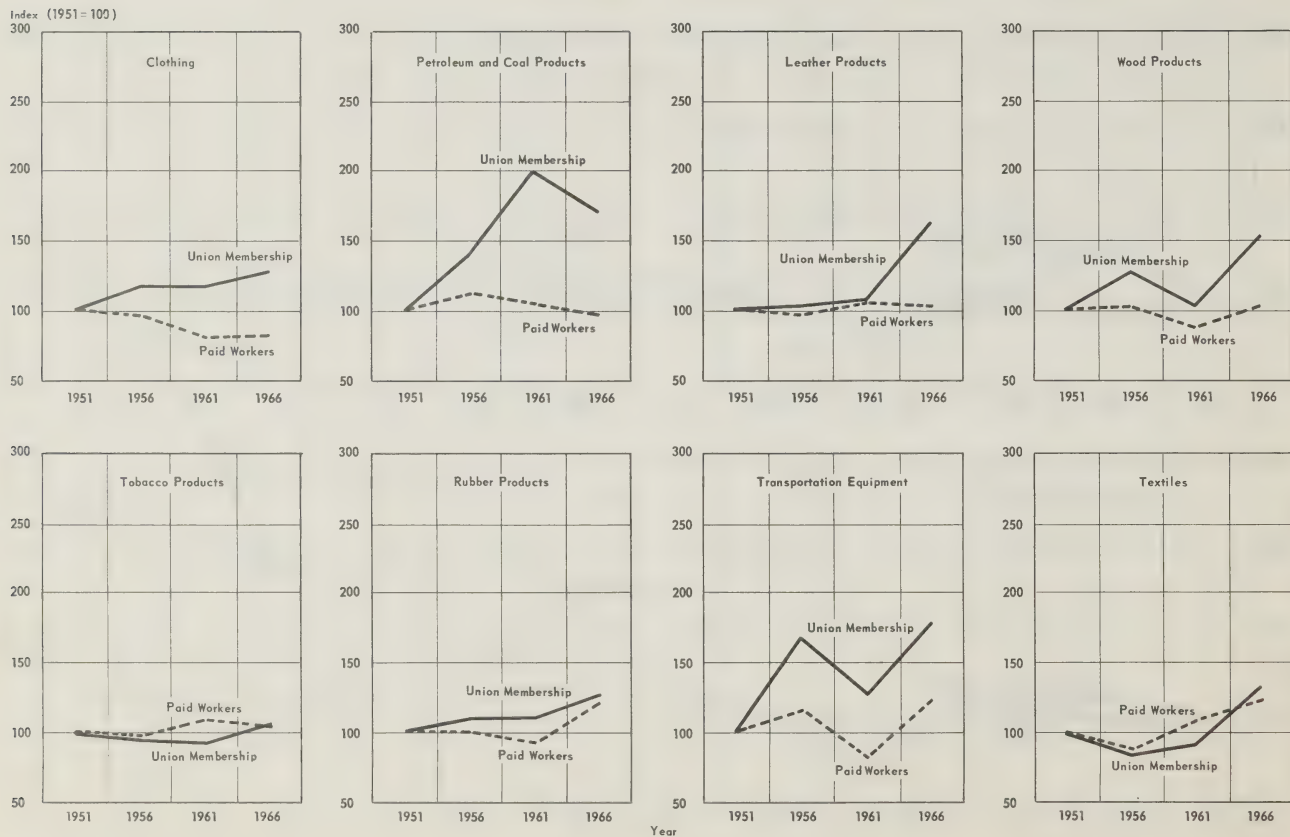 Index (1951 = 100)
300
250
200
150
100
50
Clothing
Union Membership
Paid Workers
1951 1956 1961 1966
300
250
200
150
100
50
Petroleum and Coal Products
Union Membership
Paid Workers
1951 1956 1961 1966
300
250
200
150
100
50
Leather Products
Union Membership
Paid Workers
1951 1956 1961 1966
300
250
200
150
100
50
Wood Products
Union Membership
Paid Workers
1951 1956 1961 1966
300
250
200
150
100
50
Tobacco Products
Paid Workers
Union Membership
1951 1956 1961 1966
300
250
200
150
100
50
Rubber Products
Union Membership
Paid Workers
1951 1956 1961 1966
300
250
200
150
100
50
Transportation Equipment
Union Membership
Paid Workers
1951 1956 1961 1966
300
250
200
150
100
50
Textiles
Paid Workers
Union Membership
1951 1956 1961 1966
Year